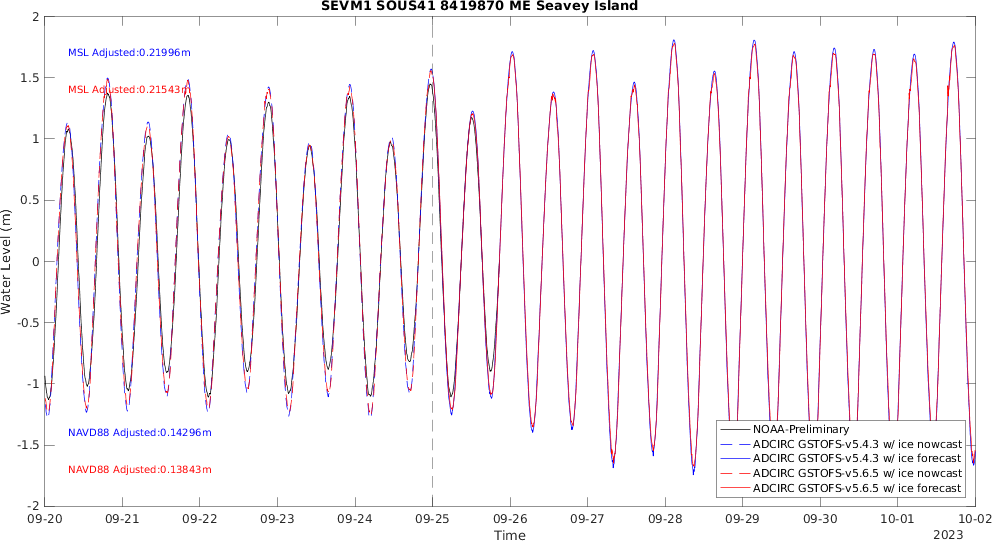 SEVM1 SOUS41 8419870 ME Seavey Island
2
1.5
1
0.5
0
-0.5
-1
-1.5
-2
Water Level (m)
MSL Adjusted:0.21996m
MSL Adjusted:0.21543m
NAVD88 Adjusted:0.14296m
NAVD88 Adjusted:0.13843m
NOAA-Preliminary
ADCIRC GSTOFS-v5.4.3 w/ ice nowcast
ADCIRC GSTOFS-v5.4.3 w/ ice forecast
ADCIRC GSTOFS-v5.6.5 w/ ice nowcast
ADCIRC GSTOFS-v5.6.5 w/ ice forecast
09-20 09-21 09-22 09-23 09-24 09-25 09-26 09-27 09-28 09-29 09-30 10-01 10-02
Time
2023